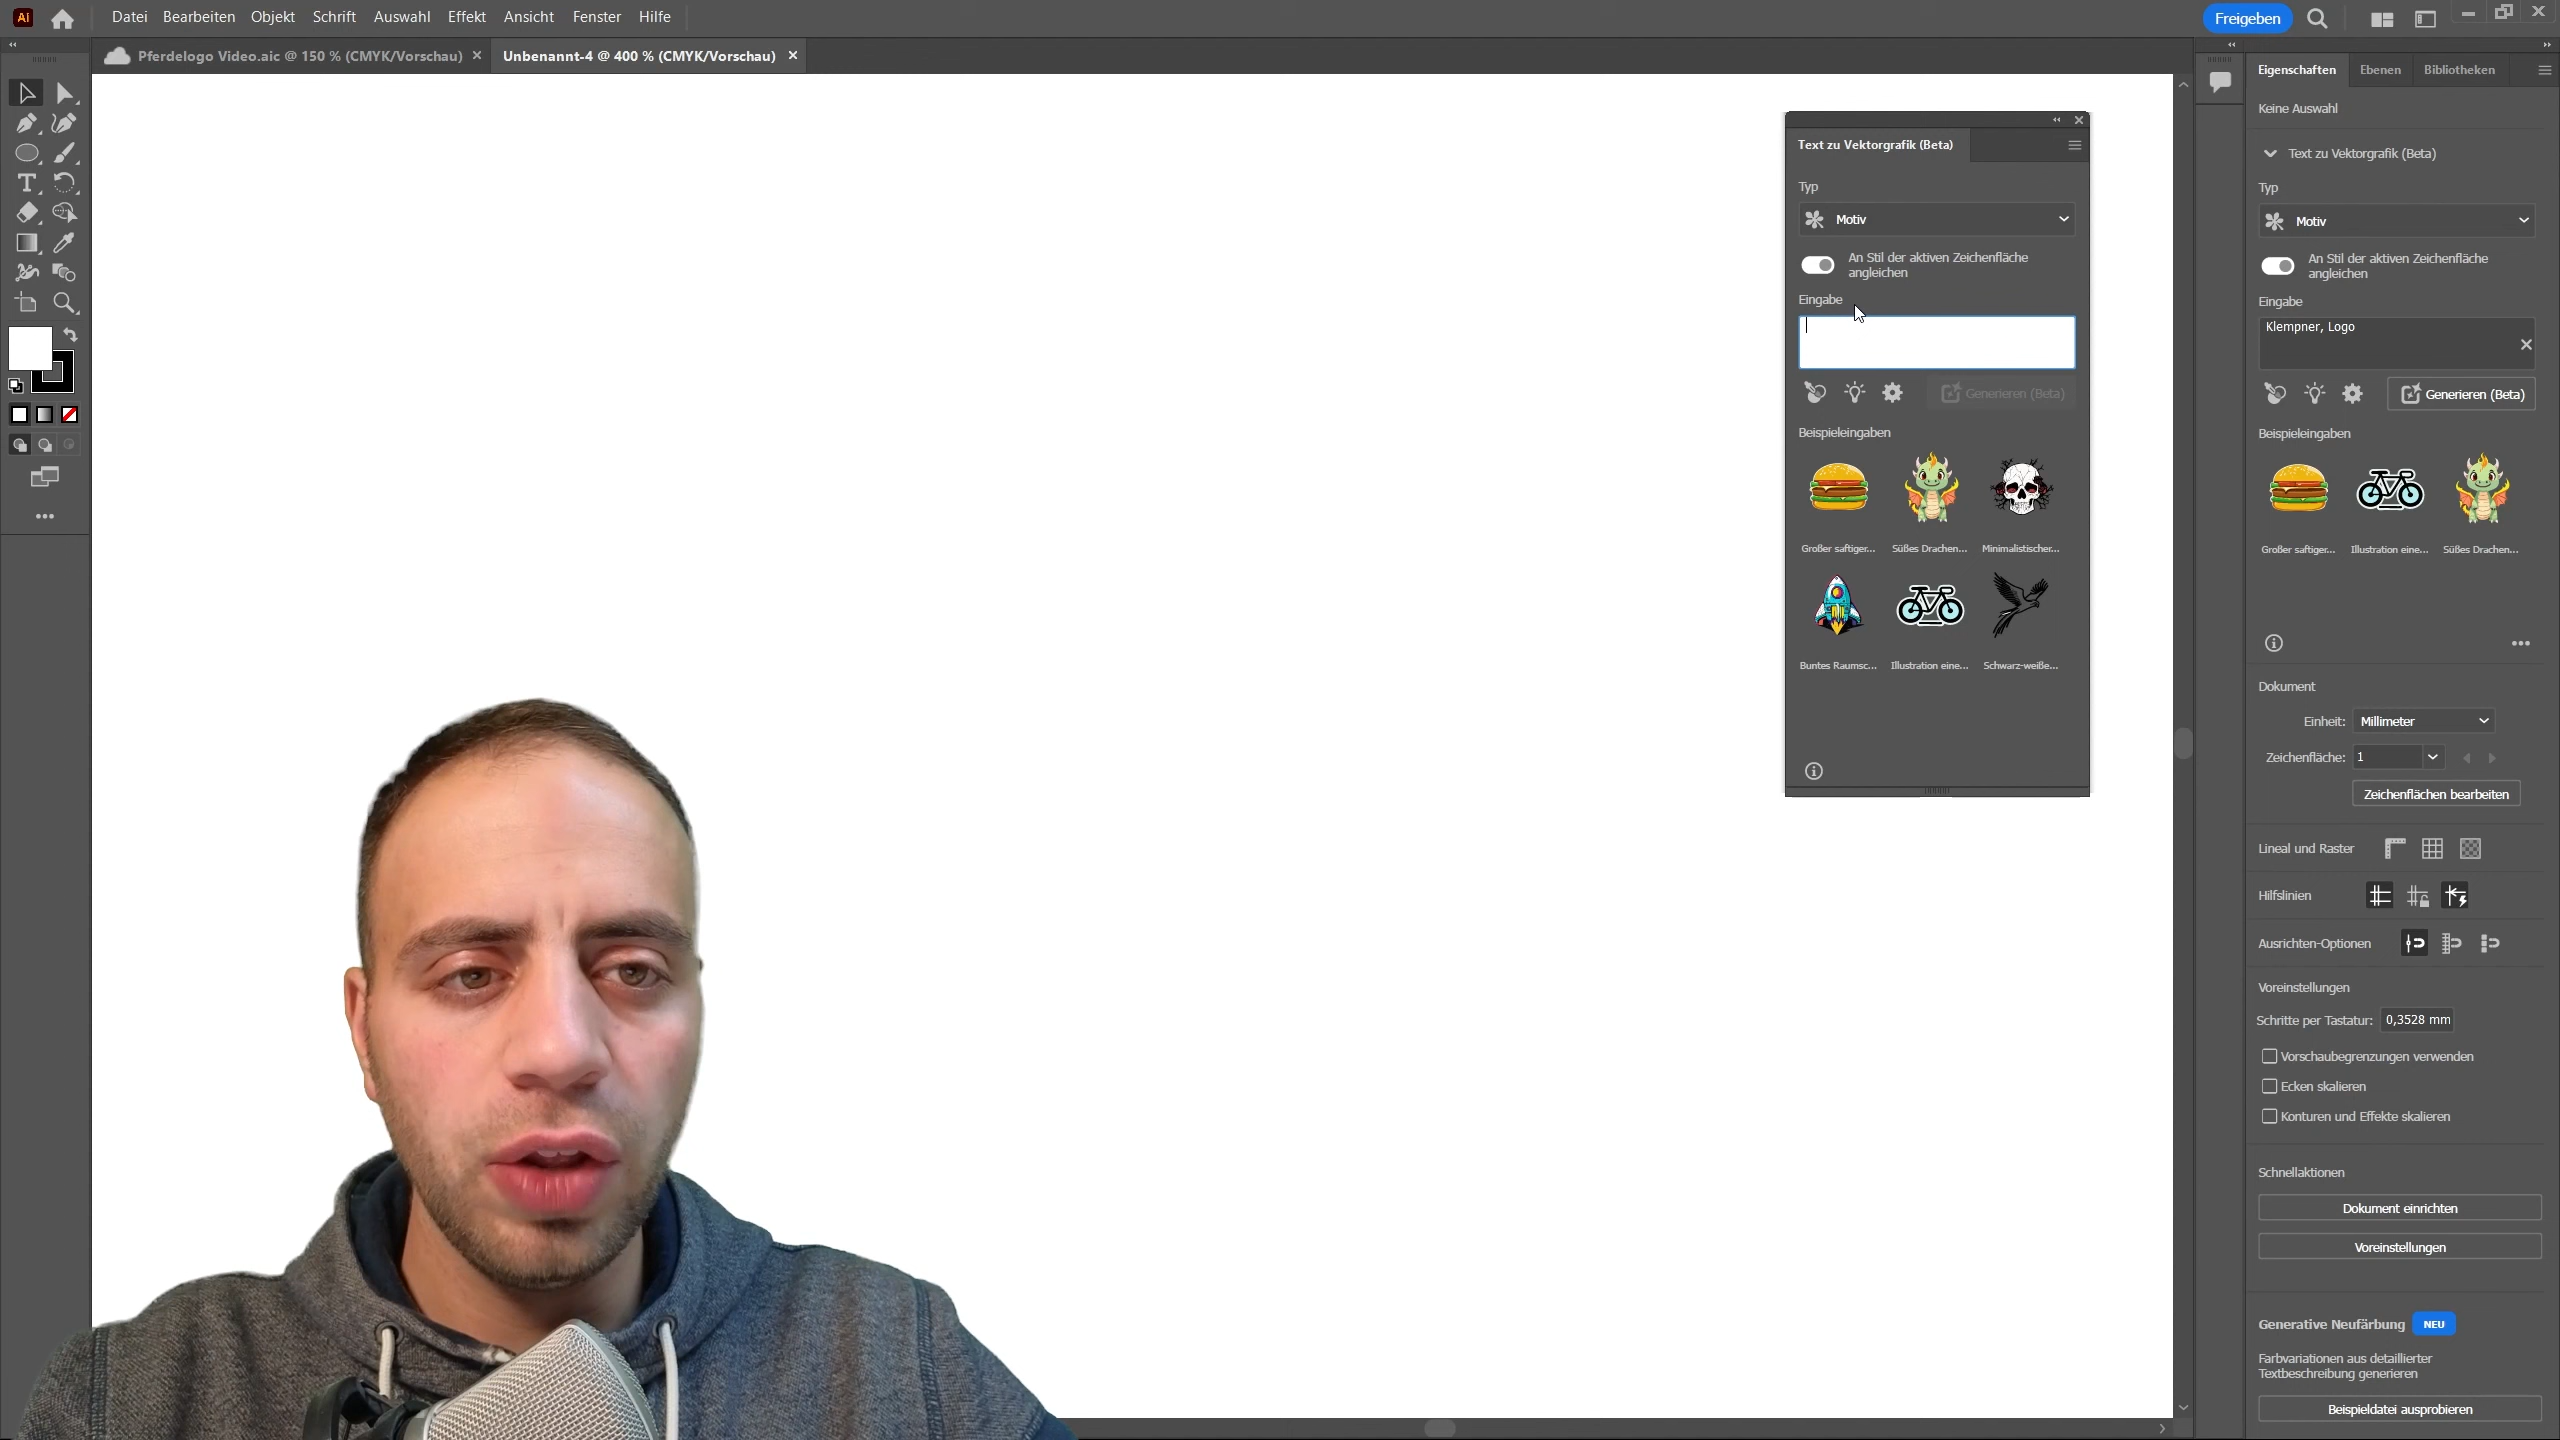 Ai
Datei Bearbeiten Objekt Schrift Auswahl Effekt Ansicht Fenster Hilfe
Freigeben
Pferdelogo Video.aic @ 150 % (CMYK/Vorschau)
Unbenannt-4 @ 400 % (CMYK/Vorschau)
Text zu Vektorgrafik (Beta)
Typ
Motiv
An Stil der aktiven Zeichenfläche
angleichen
Eingabe
Generieren (Beta)
Beispieleingaben
Großer saftiger... Süßes Drachen... Minimalistischer...
Buntes Raumsc... Illustration eine... Schwarz-weiße...
Eigenschaften Ebenen Bibliotheken
Keine Auswahl
Text zu Vektorgrafik (Beta)
Typ
Motiv
An Stil der aktiven Zeichenfläche
angleichen
Eingabe
Klempner, Logo
Generieren (Beta)
Beispieleingaben
Großer saftiger... Illustration eine... Süßes Drachen...
Dokument
Einheit: Millimeter
Zeichenfläche: 1
Zeichenflächen bearbeiten
Lineal und Raster
Hilfslinien
Ausrichten-Optionen
Voreinstellungen
Schritte per Tastatur: 0,3528 mm
Vorschaubegrenzungen verwenden
Ecken skalieren
Konturen und Effekte skalieren
Schnellaktionen
Dokument einrichten
Voreinstellungen
Generative Neufärbung NEU
Farbvariationen aus detaillierter
Textbeschreibung generieren
Beispieldatei ausprobieren